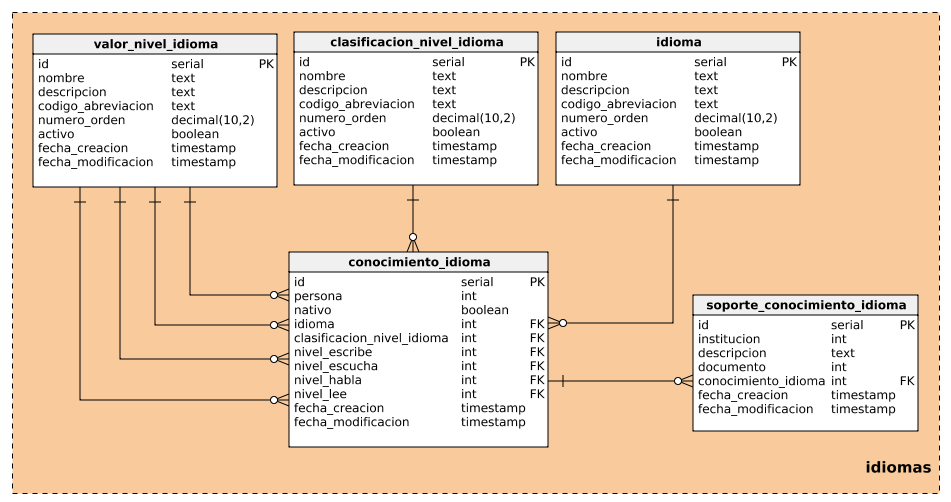 valor_nivel_idioma
id serial PK
nombre text
descripcion text
codigo_abreviacion text
numero_orden decimal(10,2)
activo boolean
fecha_creacion timestamp
fecha_modificacion timestamp
clasificacion_nivel_idioma
id serial PK
nombre text
descripcion text
codigo_abreviacion text
numero_orden decimal(10,2)
activo boolean
fecha_creacion timestamp
fecha_modificacion timestamp
idioma
id serial PK
nombre text
descripcion text
codigo_abreviacion text
numero_orden decimal(10,2)
activo boolean
fecha_creacion timestamp
fecha_modificacion timestamp
conocimiento_idioma
id serial PK
persona int
nativo boolean
idioma int FK
clasificacion_nivel_idioma int FK
nivel_escribe int FK
nivel_escucha int FK
nivel_habla int FK
nivel_lee int FK
fecha_creacion timestamp
fecha_modificacion timestamp
soporte_conocimiento_idioma
id serial PK
institucion int
descripcion text
documento int
conocimiento_idioma int FK
fecha_creacion timestamp
fecha_modificacion timestamp
idiomas